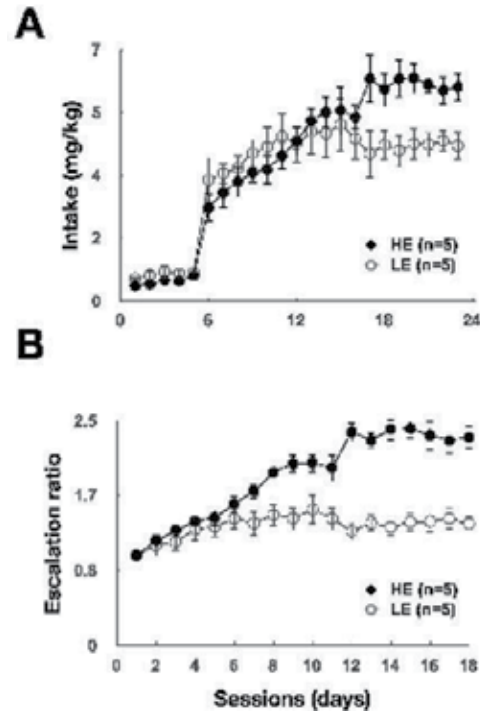 A
Intake (mg/kg)
7
5
4
2
0
HE (n=5)
LE (n=5)
6 12 18 24
B
Escalation ratio
2.5
1.7
0.8
0
HE (n=5)
LE (n=5)
0 2 4 6 8 10 12 14 16 18
Sessions (days)